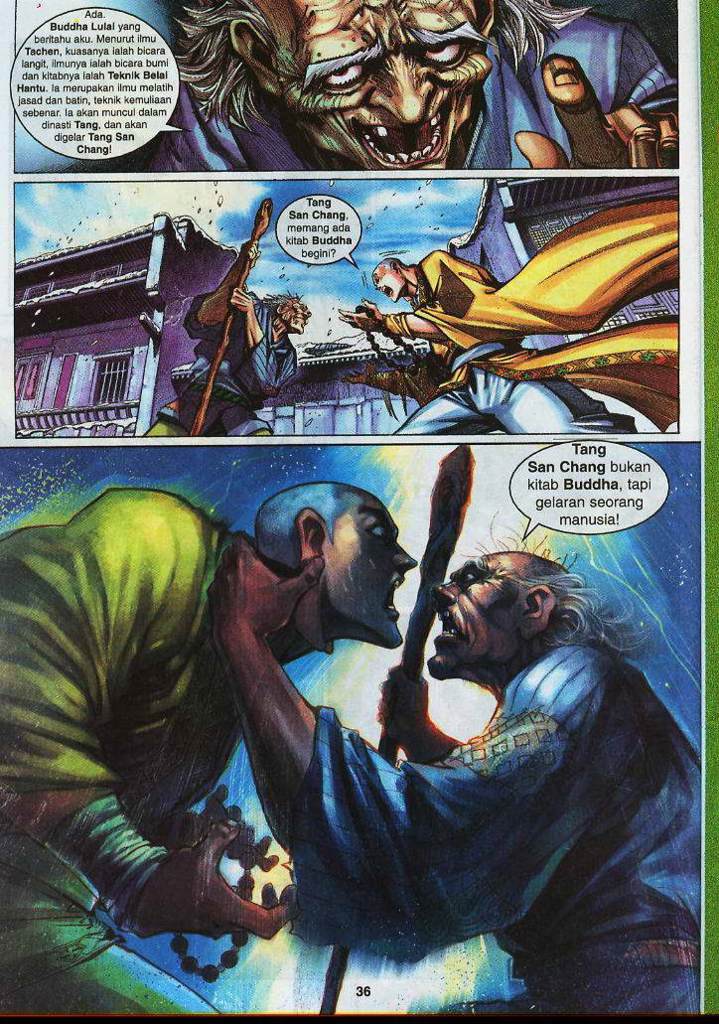 Ada.
Buddha Lulai yang
beritahu aku. Menurut ilmu
Tachen, kuasanya ialah bicara
langit, ilmunya ialah bicara bumi
dan kitabnya ialah Teknik Belai
Hantu. Ia merupakan ilmu melatih
jasad dan batin, teknik kemuliaan
sebenar. Ia akan muncul dalam
dinasti Tang, dan akan
digelar Tang San
Chang!
Tang
San Chang,
memang ada
kitab Buddha
begini?
Tang
San Chang bukan
kitab Buddha, tapi
gelaran seorang
manusia!
36